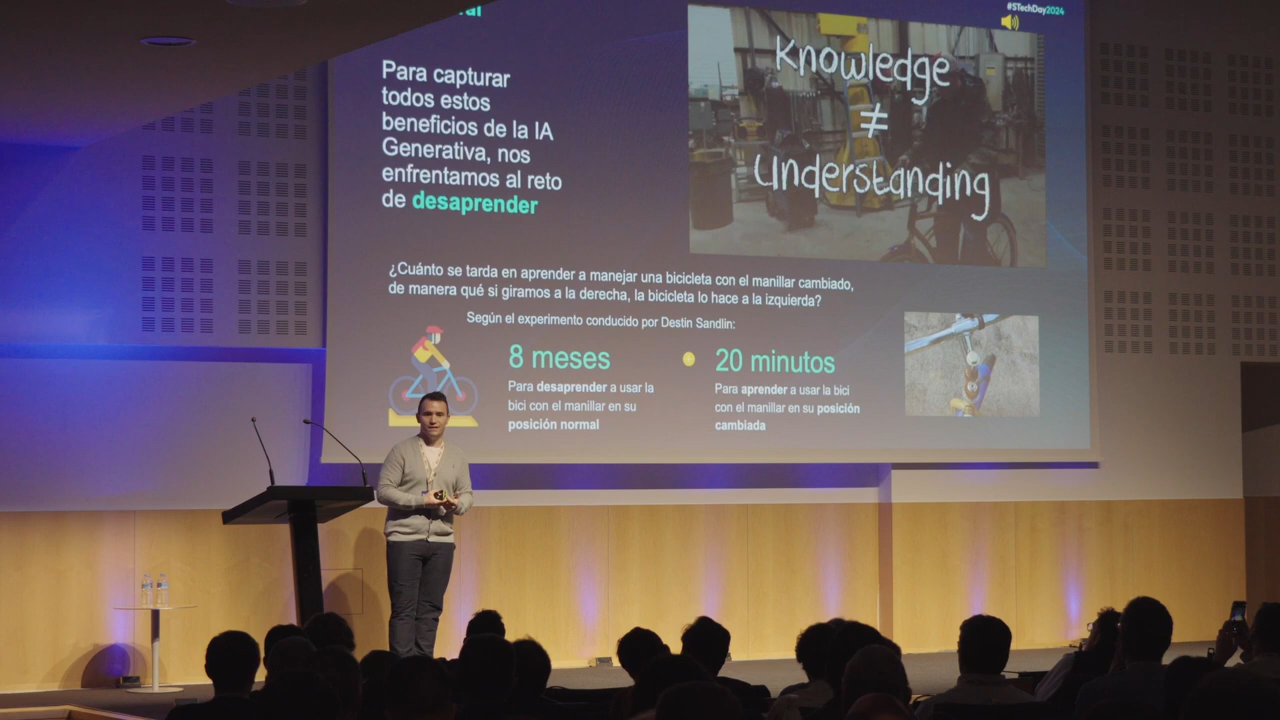 #STechDay2024
Para capturar
todos estos
beneficios de la IA
Generativa, nos
enfrentamos al reto
de desaprender
Knowledge
≠
Understanding
¿Cuánto se tarda en aprender a manejar una bicicleta con el manillar cambiado,
de manera qué si giramos a la derecha, la bicicleta lo hace a la izquierda?
Según el experimento conducido por Destin Sandlin:
8 meses
Para desaprender a usar la
bici con el manillar en su
posición normal
20 minutos
Para aprender a usar la bici
con el manillar en su posición
cambiada